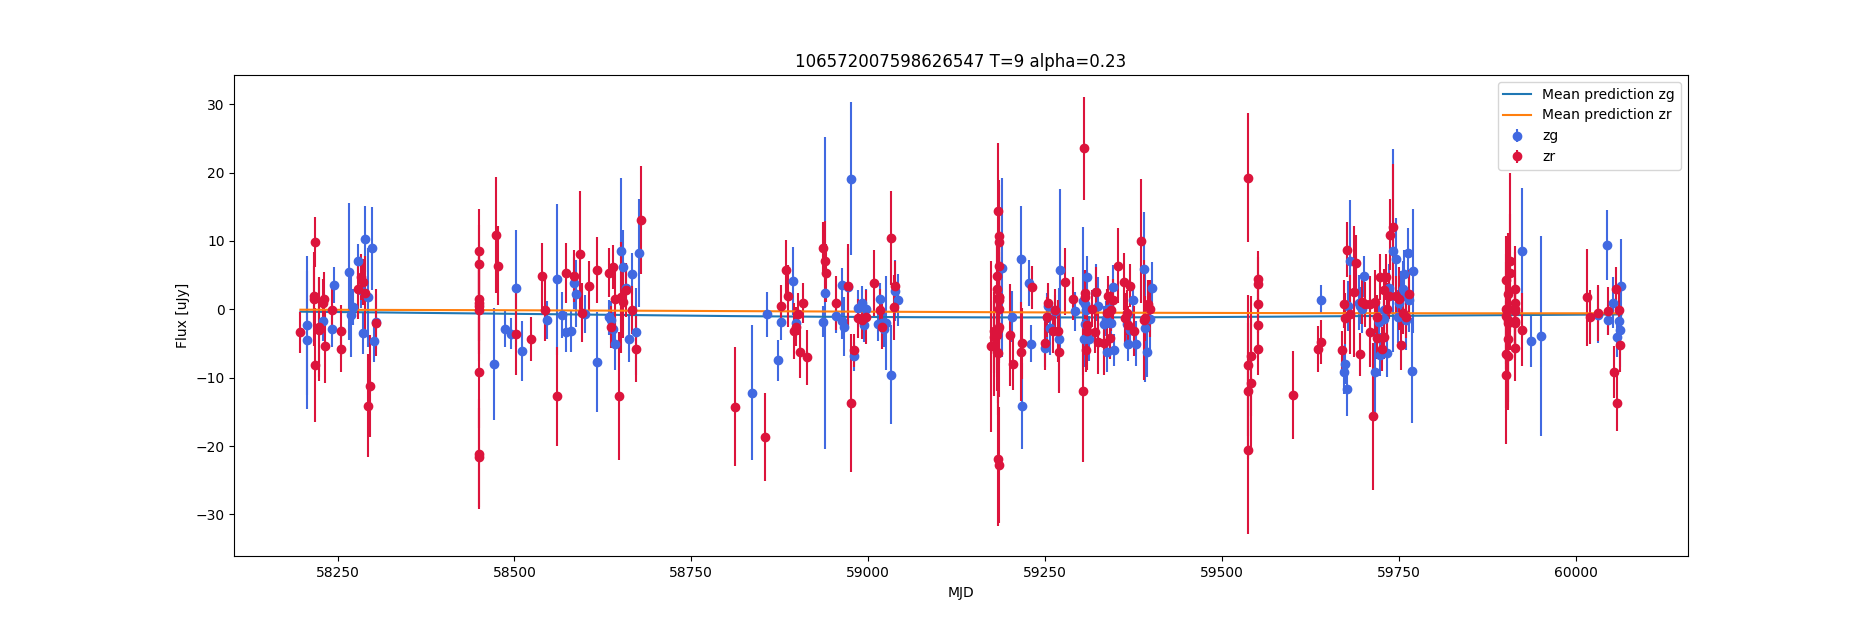 106572007598626547 T=9 alpha=0.23
Mean prediction zg
Mean prediction zr
zg
zr
Flux [uJy]
30
20
10
0
−10
−20
−30
58250 58500 58750 59000 59250 59500 59750 60000
MJD